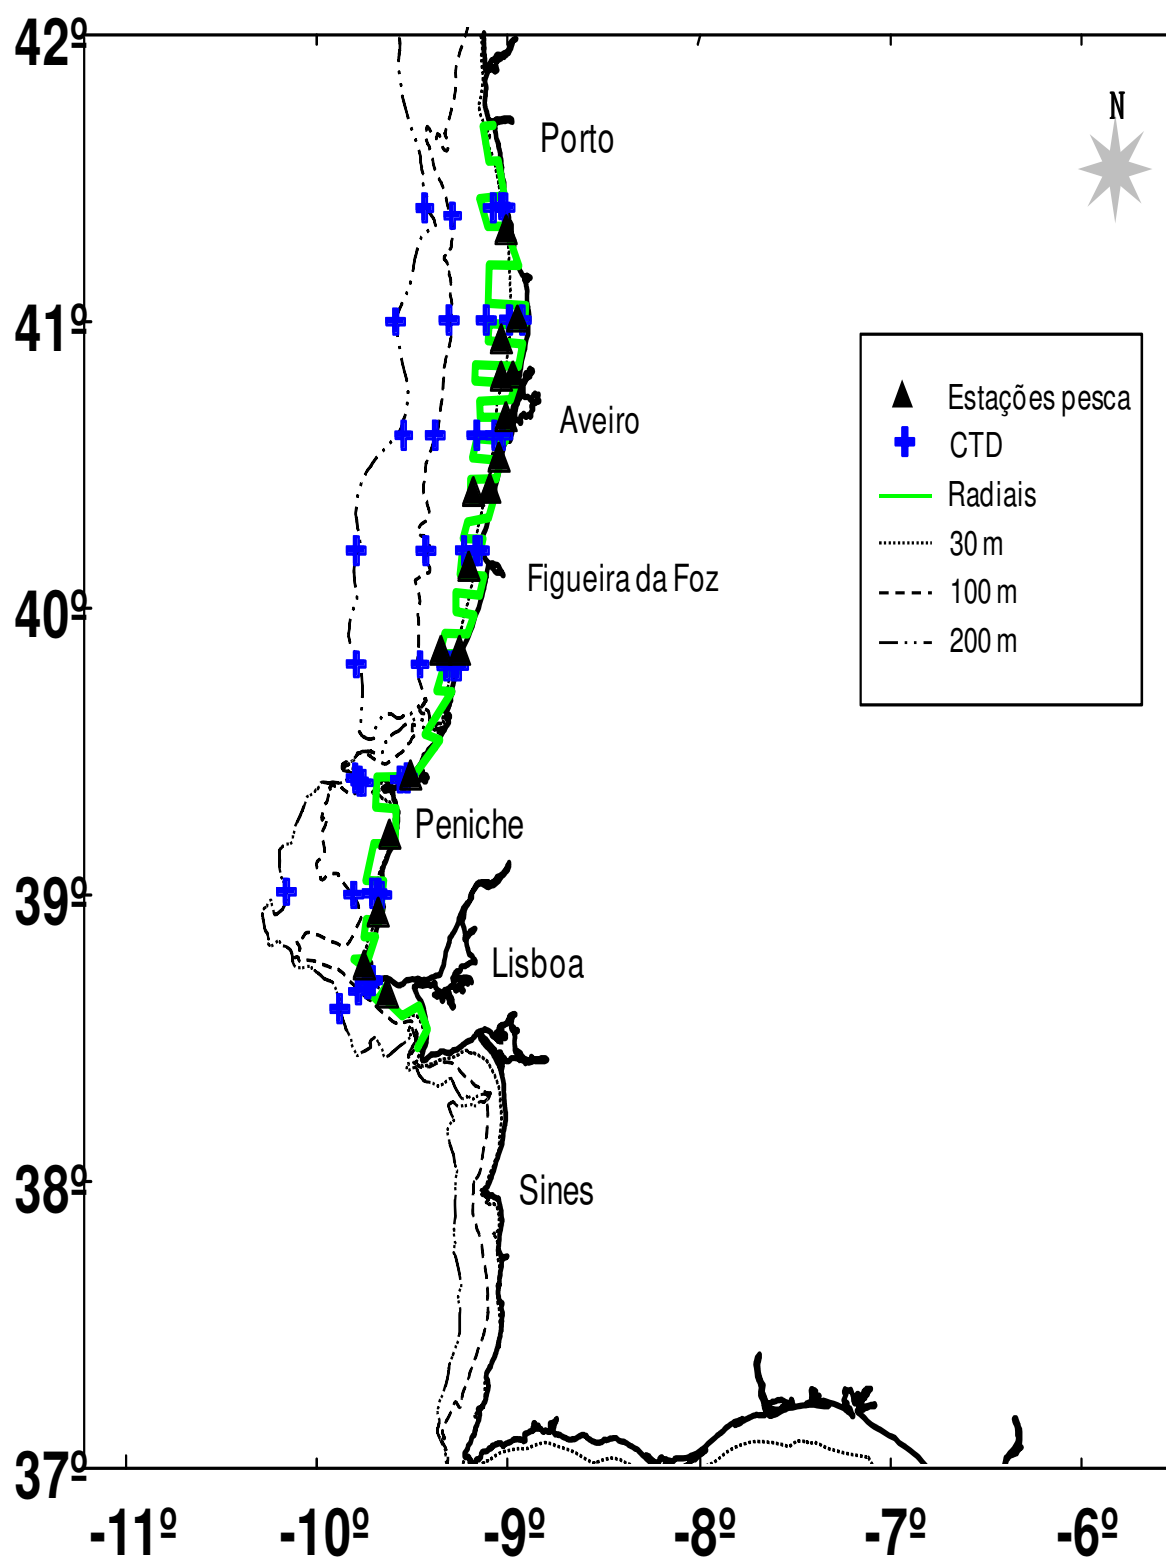 42º
N
Porto
41º
Estações pesca
Aveiro
CTD
Radiais
30 m
Figueira da Foz
100 m
40º
200 m
Peniche
39º
Lisboa
38º
Sines
37º
-11º -10º -9º -8º -7º -6º